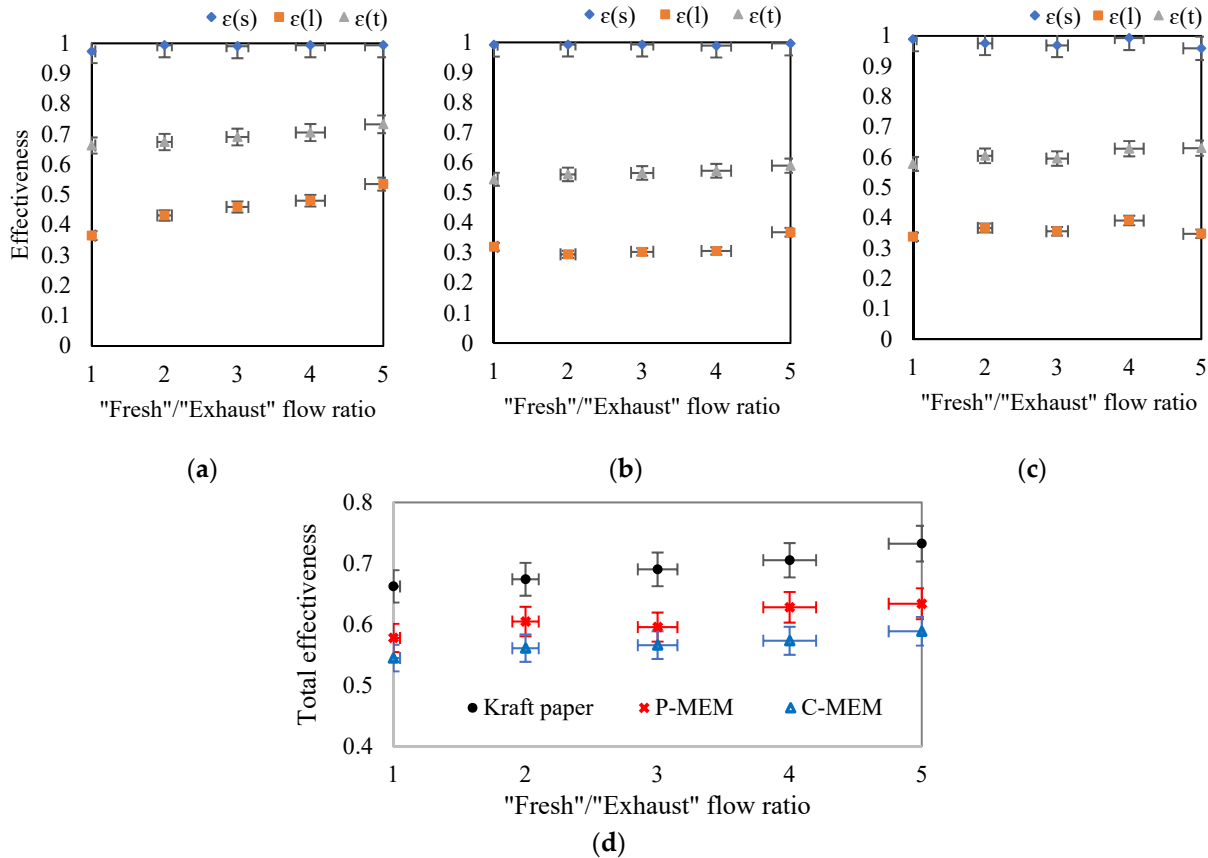 ε(s) ε(l) ε(t)
1
0.9
0.8
0.7
0.6
0.5
0.4
0.3
0.2
0.1
0
Effectiveness
1 2 3 4 5
"Fresh"/"Exhaust" flow ratio
(a)
ε(s) ε(l) ε(t)
1
0.9
0.8
0.7
0.6
0.5
0.4
0.3
0.2
0.1
0
1 2 3 4 5
"Fresh"/"Exhaust" flow ratio
(b)
ε(s) ε(l) ε(t)
1
0.9
0.8
0.7
0.6
0.5
0.4
0.3
0.2
0.1
0
1 2 3 4 5
"Fresh"/"Exhaust" flow ratio
(c)
0.8
0.7
0.6
0.5
0.4
Total effectiveness
Kraft paper P-MEM C-MEM
1 2 3 4 5
"Fresh"/"Exhaust" flow ratio
(d)